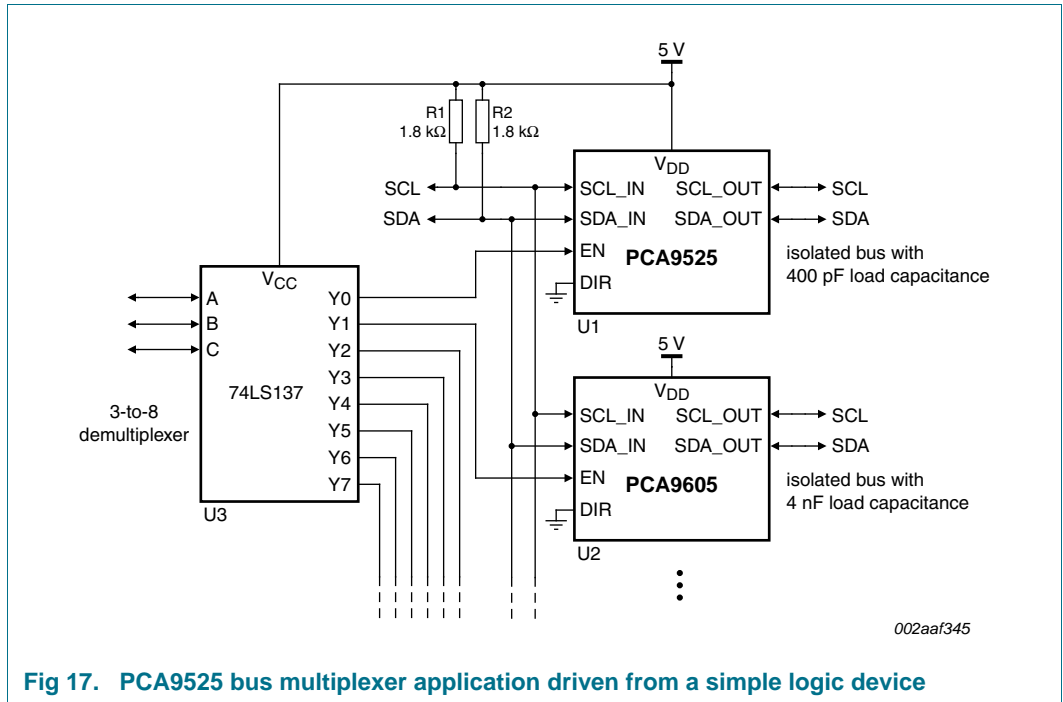 5 V
R1
1.8 kΩ
R2
1.8 kΩ
VDD
SCL
SCL_IN
SCL_OUT
SCL
SDA
SDA_IN
SDA_OUT
SDA
EN
PCA9525
DIR
isolated bus with
400 pF load capacitance
U1
VCC
A
B
C
Y0
Y1
Y2
Y3
Y4
Y5
Y6
Y7
74LS137
3-to-8
demultiplexer
U3
5 V
VDD
SCL_IN
SCL_OUT
SCL
SDA_IN
SDA_OUT
SDA
EN
PCA9605
DIR
isolated bus with
4 nF load capacitance
U2
002aaf345
Fig 17. PCA9525 bus multiplexer application driven from a simple logic device